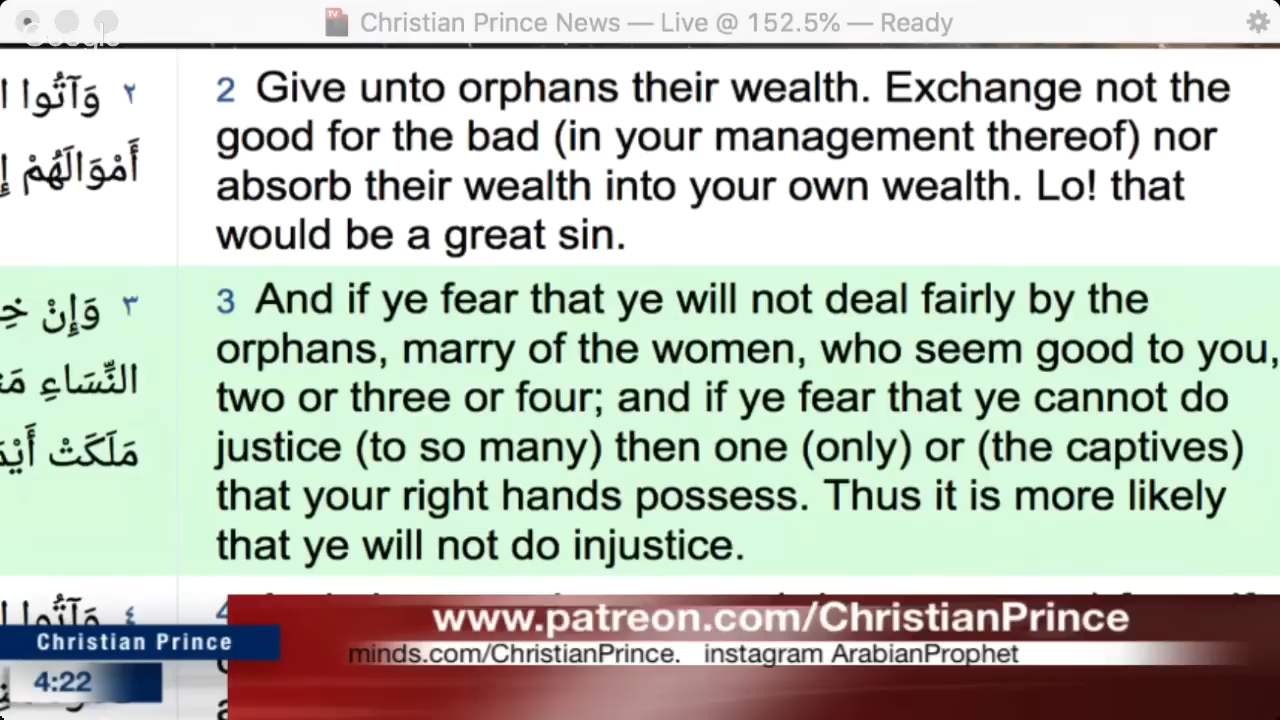 Christian Prince News — Live @ 152.5% — Ready
Google
٢ وَآتُوا
أَمْوَالَهُمْ
2 Give unto orphans their wealth. Exchange not the
good for the bad (in your management thereof) nor
absorb their wealth into your own wealth. Lo! that
would be a great sin.
٣ وَإِنْ
النِّسَاءِ
مَلَكَتْ
3 And if ye fear that ye will not deal fairly by the
orphans, marry of the women, who seem good to you,
two or three or four; and if ye fear that ye cannot do
justice (to so many) then one (only) or (the captives)
that your right hands possess. Thus it is more likely
that ye will not do injustice.
٤ وَآتُوا
4
www.patreon.com/ChristianPrince
minds.com/ChristianPrince. instagram ArabianProphet
Christian Prince
4:22